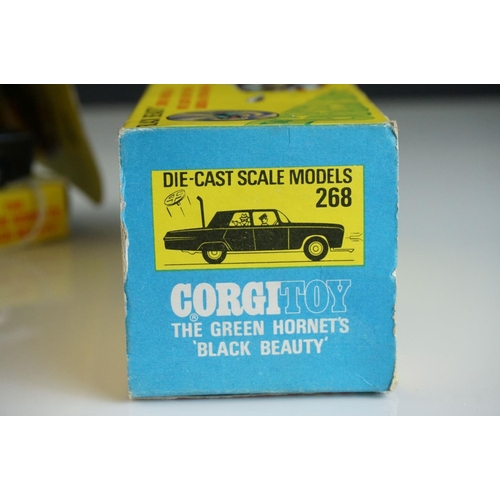 DIE-CAST SCALE MODELS
268
CORGI TOY
®
THE GREEN HORNET'S
'BLACK BEAUTY'